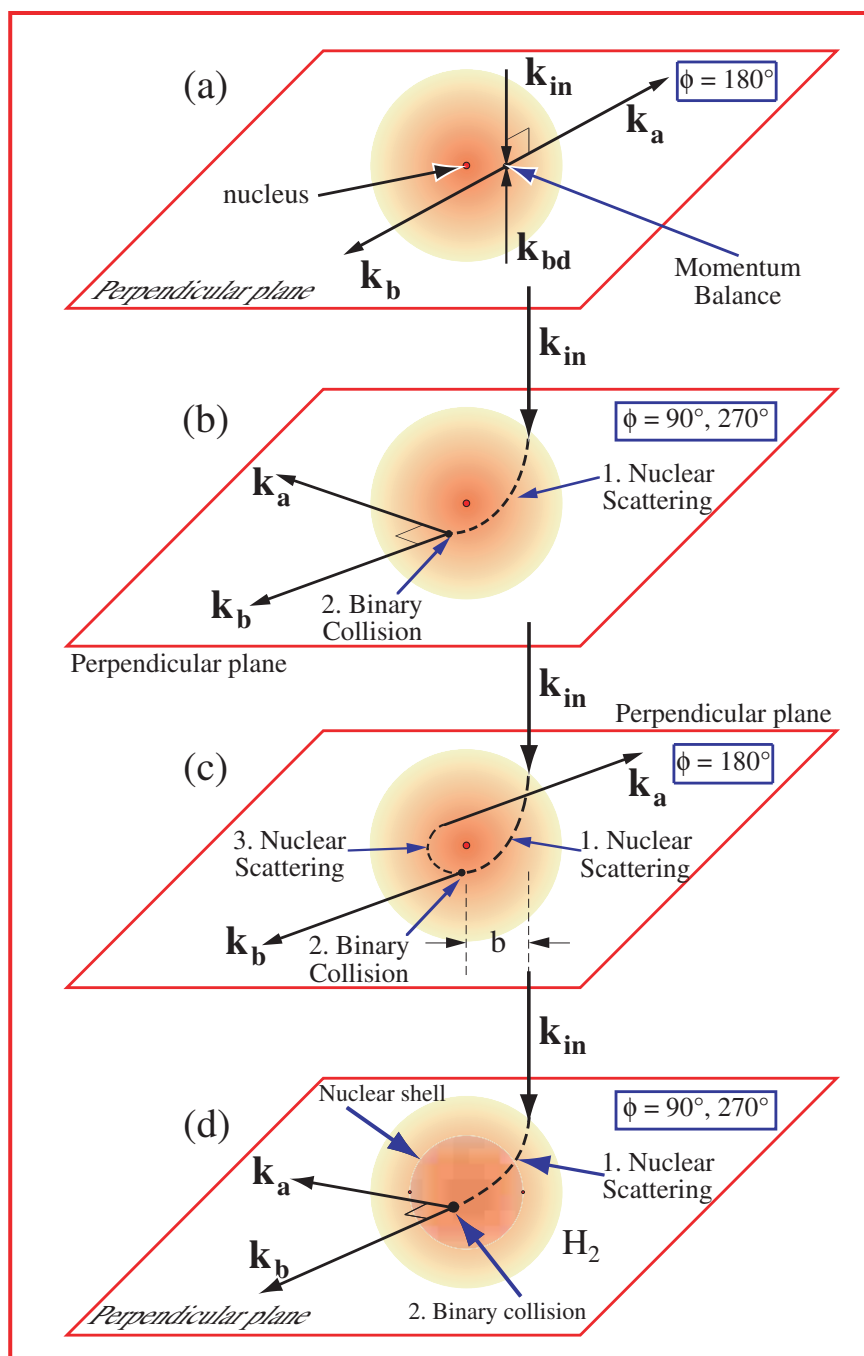 (a)
k_in
ϕ = 180°
k_a
nucleus
k_b
k_bd
Momentum
Balance
Perpendicular plane
k_in
(b)
ϕ = 90°, 270°
k_a
1. Nuclear
Scattering
k_b
2. Binary
Collision
Perpendicular plane
k_in
Perpendicular plane
(c)
ϕ = 180°
k_a
3. Nuclear
Scattering
1. Nuclear
Scattering
k_b
2. Binary
Collision
b
k_in
(d)
Nuclear shell
ϕ = 90°, 270°
1. Nuclear
Scattering
k_a
k_b
H₂
2. Binary collision
Perpendicular plane